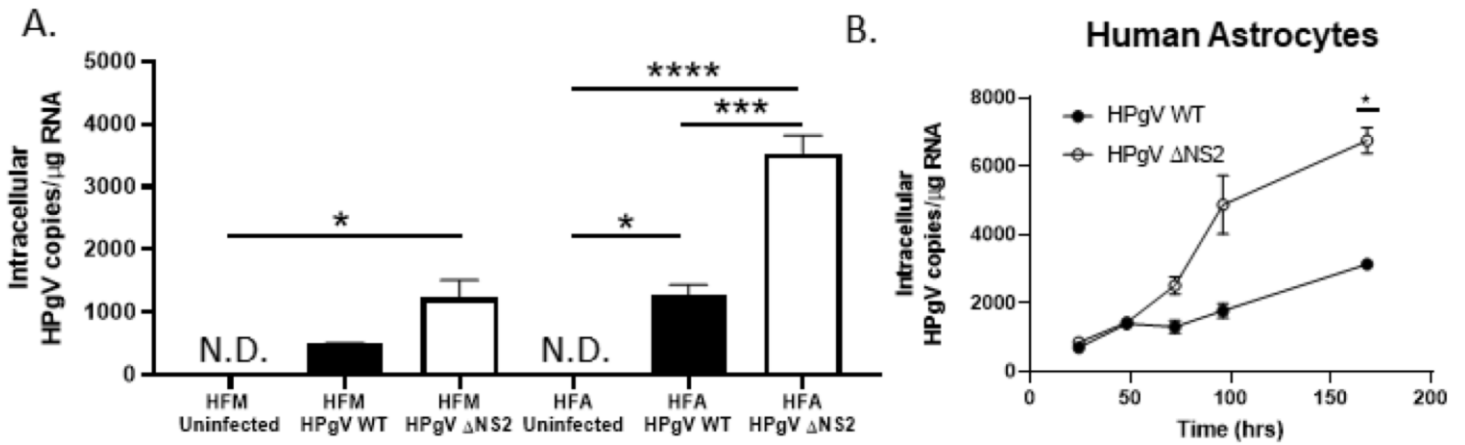 A.
Intracellular
HPgV copies/µg RNA
5000
4000
3000
2000
1000
0
****
***
*
*
N.D.
N.D.
HFM
Uninfected
HFM
HPgV WT
HFM
HPgV ΔNS2
HFA
Uninfected
HFA
HPgV WT
HFA
HPgV ΔNS2
B.
Human Astrocytes
Intracellular
HPgV copies/µg RNA
8000
6000
4000
2000
0
HPgV WT
HPgV ΔNS2
*
0
50
100
150
200
Time (hrs)